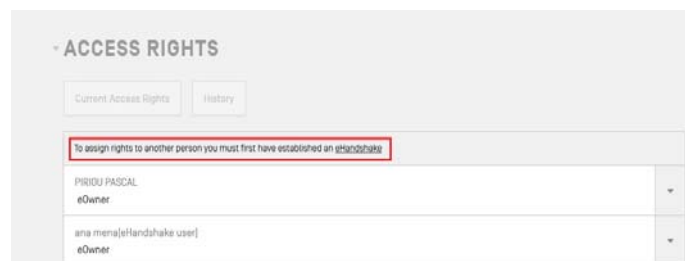 ACCESS RIGHTS
Current Access Rights History
To assign rights to another person you must first have established an eHandshake
PIRIOU PASCAL
eOwner
ana mena[eHandshake user]
eOwner